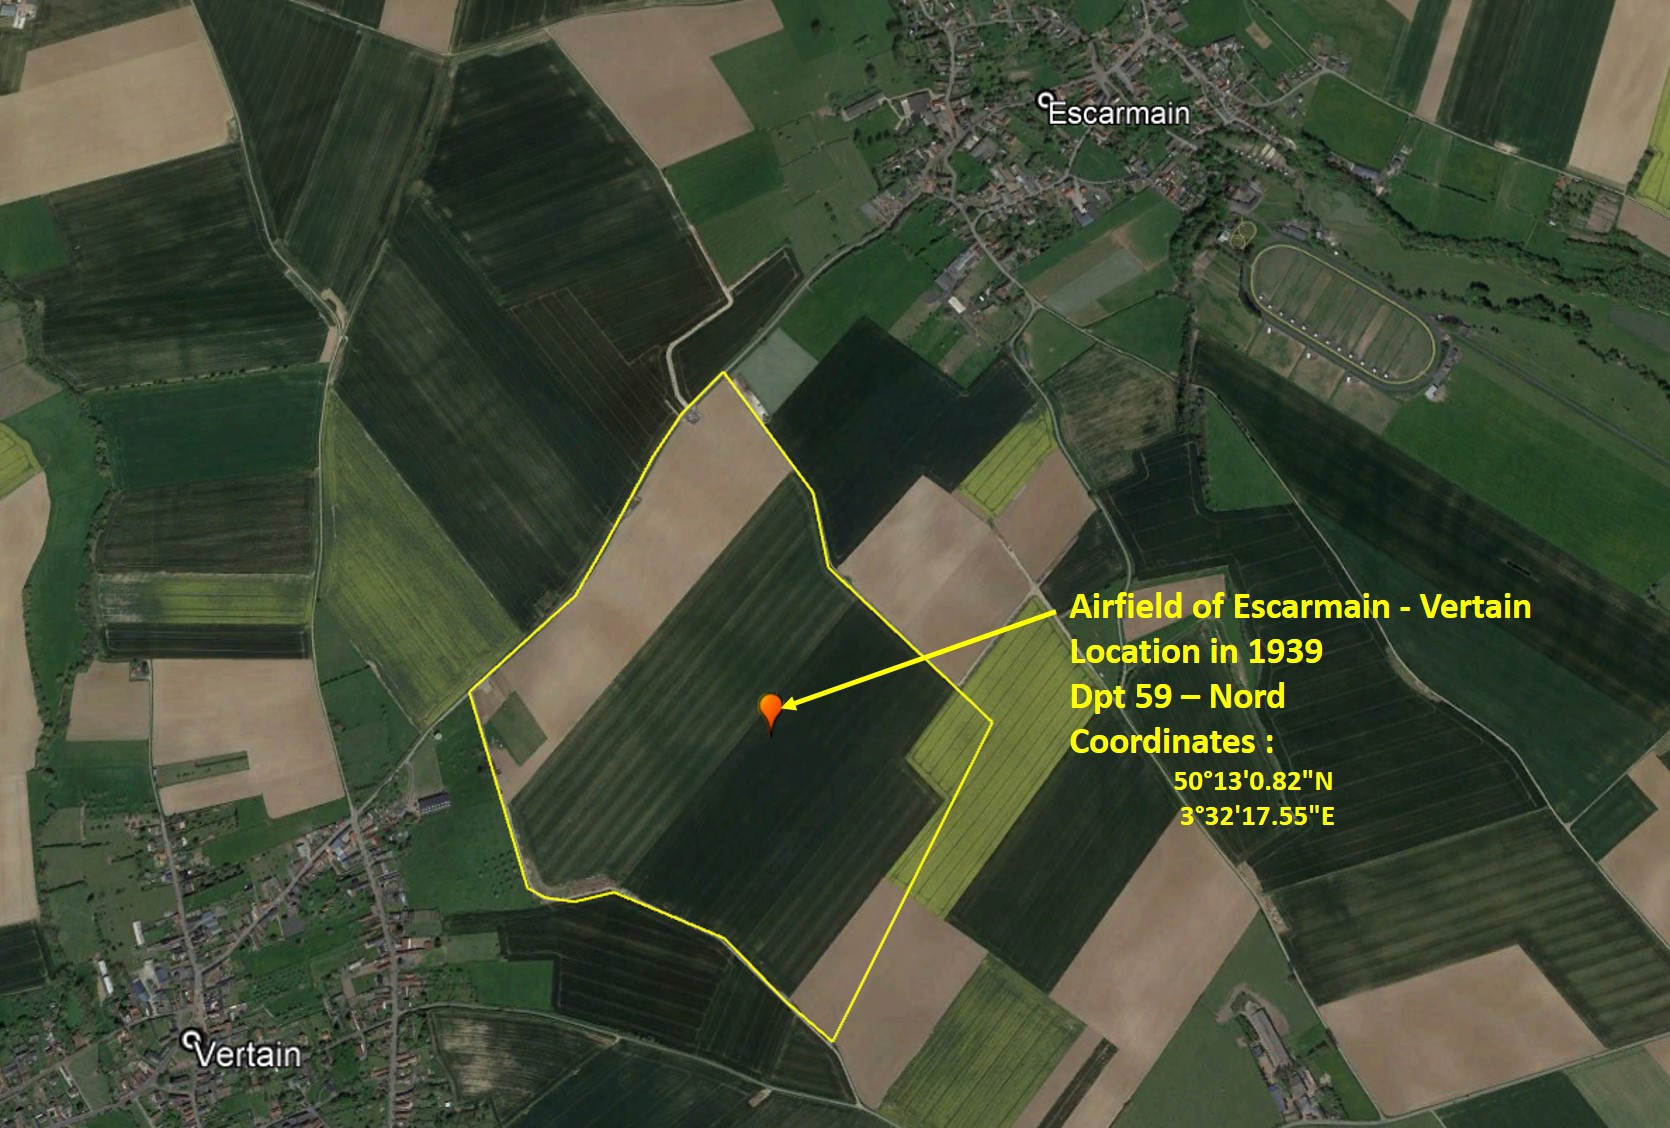 Escarmain
Airfield of Escarmain - Vertain
Location in 1939
Dpt 59 – Nord
Coordinates :
50°13'0.82"N
3°32'17.55"E
Vertain